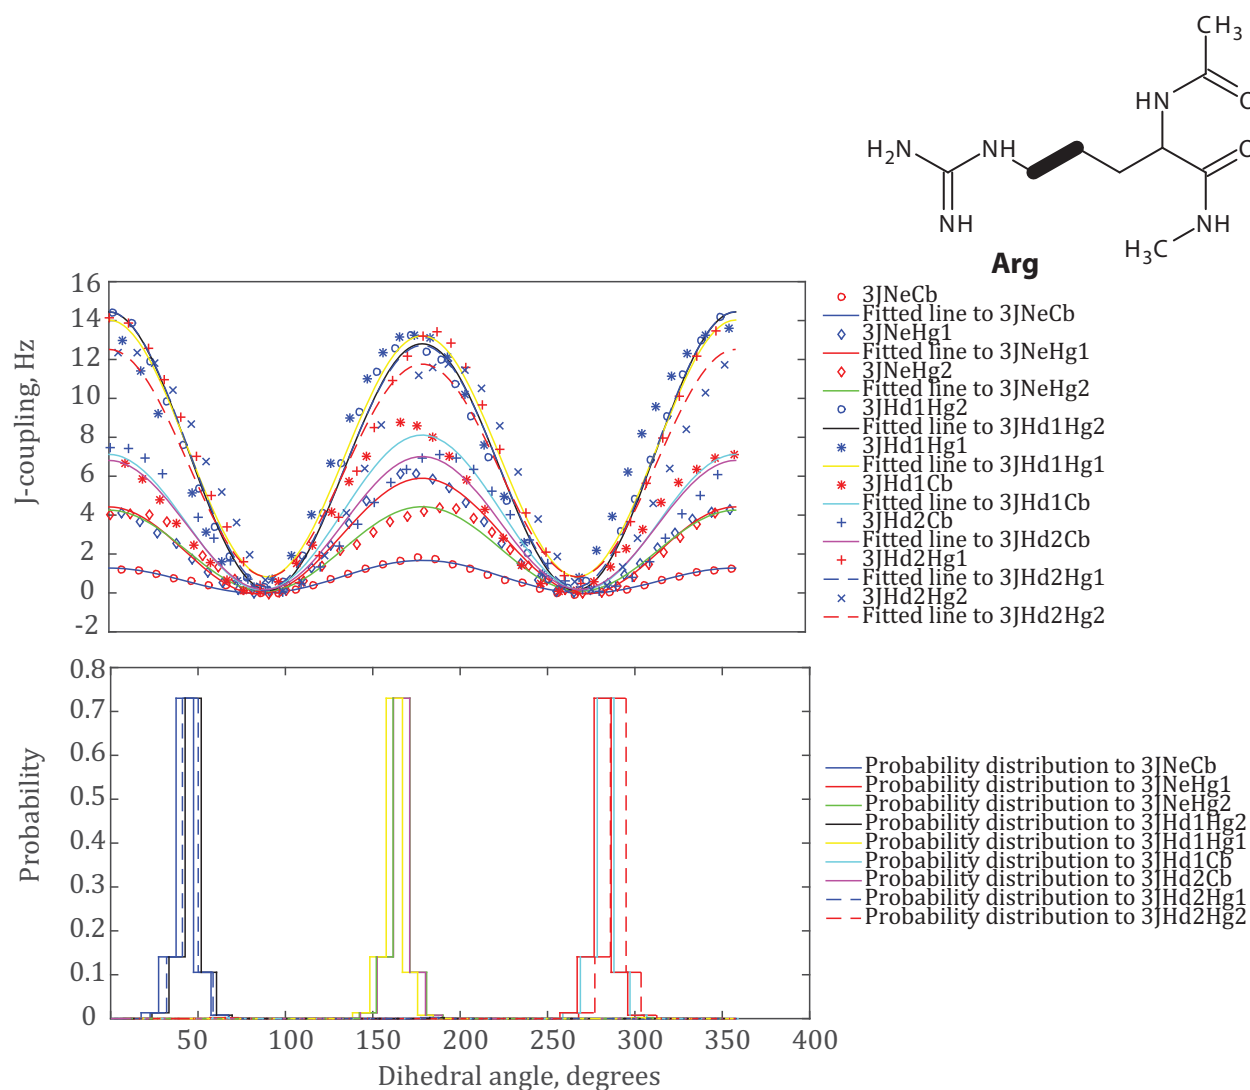 CH3
HN
O
H2N
NH
O
NH
NH
H3C
Arg
J-coupling, Hz
16
14
12
10
8
6
4
2
0
-2
3JNeCb
Fitted line to 3JNeCb
3JNeHg1
Fitted line to 3JNeHg1
3JNeHg2
Fitted line to 3JNeHg2
3JHd1Hg2
Fitted line to 3JHd1Hg2
3JHd1Hg1
Fitted line to 3JHd1Hg1
3JHd1Cb
Fitted line to 3JHd1Cb
3JHd2Cb
Fitted line to 3JHd2Cb
3JHd2Hg1
Fitted line to 3JHd2Hg1
3JHd2Hg2
Fitted line to 3JHd2Hg2
Probability
0.8
0.7
0.6
0.5
0.4
0.3
0.2
0.1
0
50 100 150 200 250 300 350 400
Dihedral angle, degrees
Probability distribution to 3JNeCb
Probability distribution to 3JNeHg1
Probability distribution to 3JNeHg2
Probability distribution to 3JHd1Hg2
Probability distribution to 3JHd1Hg1
Probability distribution to 3JHd1Cb
Probability distribution to 3JHd2Cb
Probability distribution to 3JHd2Hg1
Probability distribution to 3JHd2Hg2